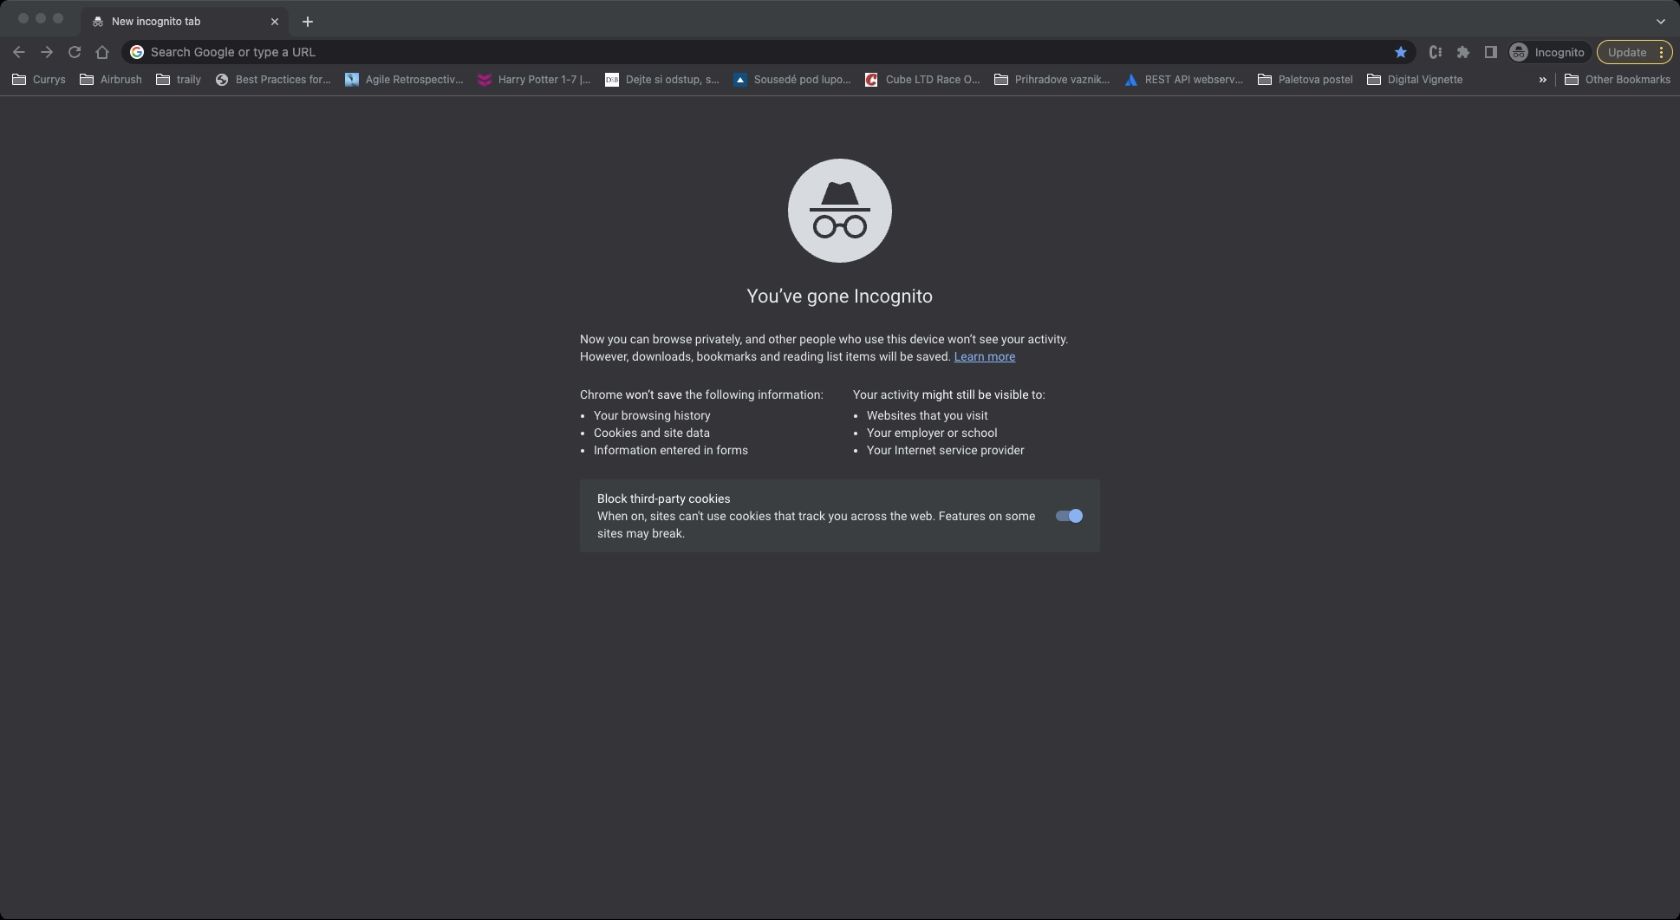 New incognito tab
Search Google or type a URL
Incognito
Update
Currys
Airbrush
traily
Best Practices for...
Agile Retrospectiv...
Harry Potter 1-7 |...
Dejte si odstup, s...
Sousedé pod lupo...
Cube LTD Race O...
Prihradove vaznik...
REST API webserv...
Paletova postel
Digital Vignette
»
Other Bookmarks
You’ve gone Incognito
Now you can browse privately, and other people who use this device won’t see your activity.
However, downloads, bookmarks and reading list items will be saved. Learn more
Chrome won’t save the following information:
• Your browsing history
• Cookies and site data
• Information entered in forms
Your activity might still be visible to:
• Websites that you visit
• Your employer or school
• Your Internet service provider
Block third-party cookies
When on, sites can't use cookies that track you across the web. Features on some
sites may break.